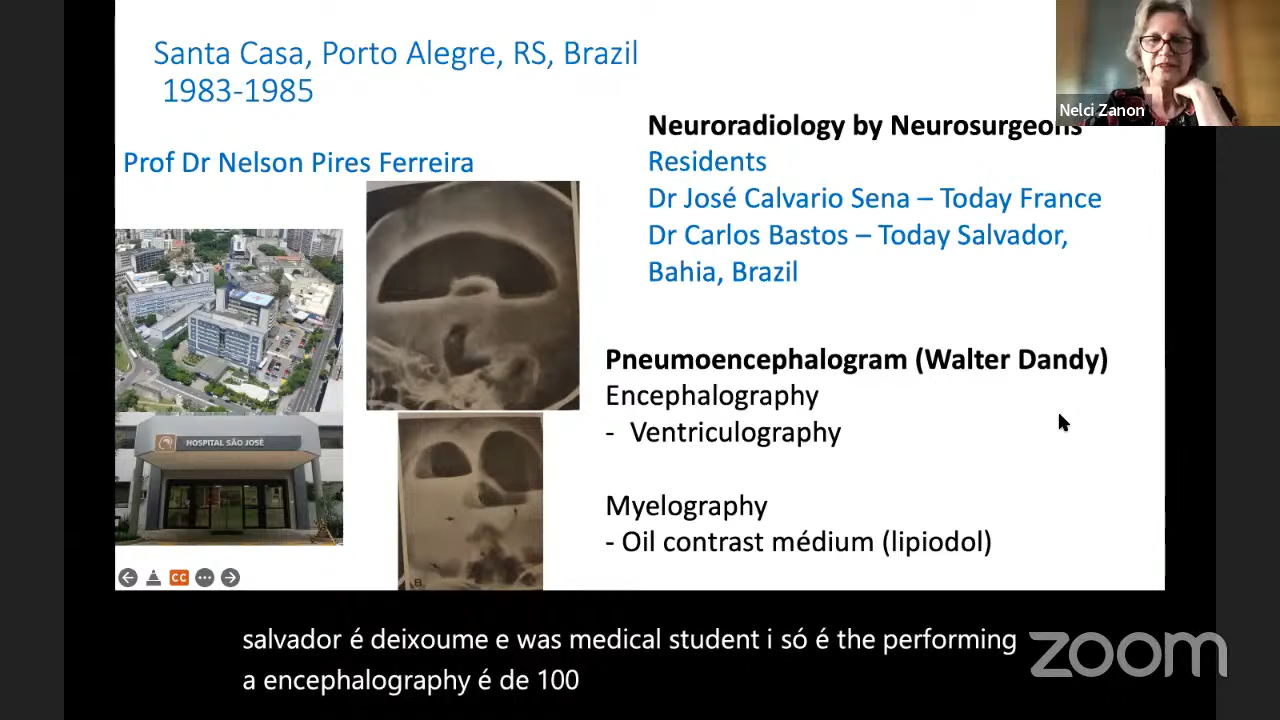 Santa Casa, Porto Alegre, RS, Brazil
1983-1985
Prof Dr Nelson Pires Ferreira
Nelci Zanon
Neuroradiology by Neurosurgeons
Residents
Dr José Calvario Sena – Today France
Dr Carlos Bastos – Today Salvador,
Bahia, Brazil
Pneumoencephalogram (Walter Dandy)
Encephalography
- Ventriculography
Myelography
- Oil contrast médium (lipiodol)
HOSPITAL SÃO JOSÉ
B
CC
salvador é deixoume e was medical student i só é the performing
a encephalography é de 100
zoom